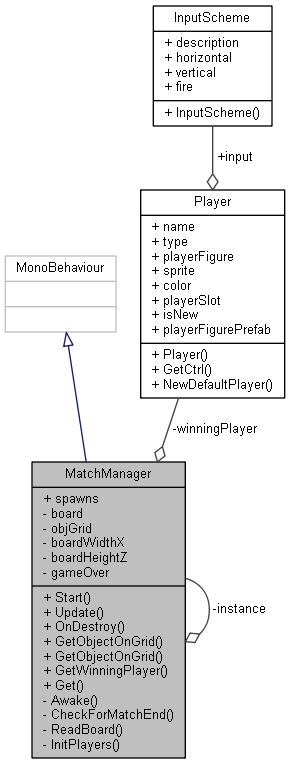 InputScheme
+ description
+ horizontal
+ vertical
+ fire
+ InputScheme()
+input
Player
+ name
+ type
+ playerFigure
+ sprite
+ color
+ playerSlot
+ isNew
+ playerFigurePrefab
+ Player()
+ GetCtrl()
+ NewDefaultPlayer()
MonoBehaviour
-winningPlayer
MatchManager
+ spawns
- board
- objGrid
- boardWidthX
- boardHeightZ
- gameOver
+ Start()
+ Update()
+ OnDestroy()
+ GetObjectOnGrid()
+ GetObjectOnGrid()
+ GetWinningPlayer()
+ Get()
- Awake()
- CheckForMatchEnd()
- ReadBoard()
- InitPlayers()
-instance